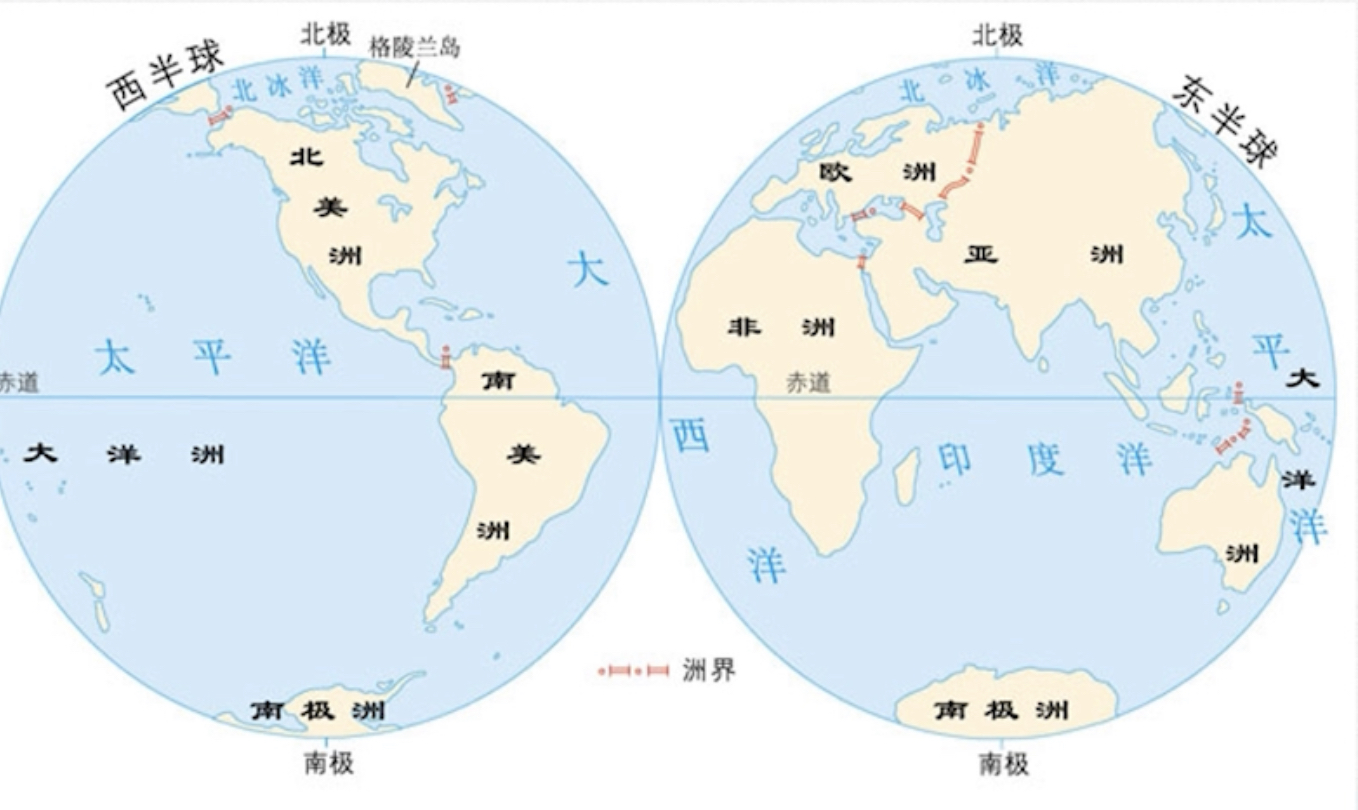 西半球
北极
格陵兰岛
北冰洋
北美洲
太平洋
大
赤道
南美洲
大洋洲
南极洲
南极
洲界
东半球
北极
北冰洋
欧洲
亚洲
非洲
赤道
太平洋
大洋洲
西
洋
印度洋
南极洲
南极